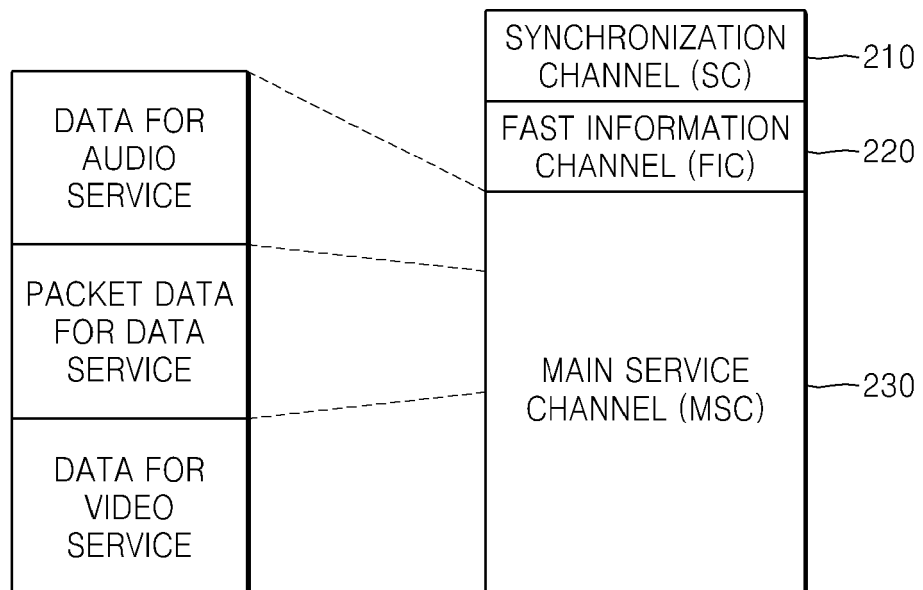 DATA FOR
AUDIO
SERVICE
PACKET DATA
FOR DATA
SERVICE
DATA FOR
VIDEO
SERVICE
SYNCHRONIZATION
CHANNEL (SC)
210
FAST INFORMATION
CHANNEL (FIC)
220
MAIN SERVICE
CHANNEL (MSC)
230